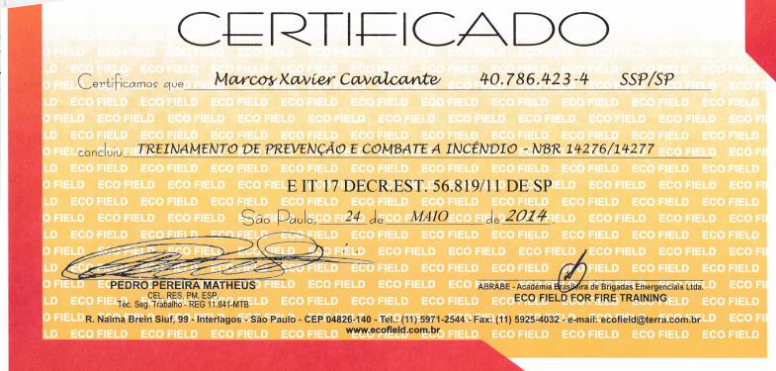 CERTIFICADO
Certificamos que Marcos Xavier Cavalcante 40.786.423-4 SSP/SP
concluiu TREINAMENTO DE PREVENÇÃO E COMBATE A INCÊNDIO - NBR 14276/14277
E IT 17 DECR.EST. 56.819/11 DE SP
São Paulo, 24 de MAIO de 2014
PEDRO PEREIRA MATHEUS
CEL. RES. PM. ESP.
Téc. Seg. Trabalho - REG 11.841-MTB
ABRABE - Academia Brasileira de Brigadas Emergenciais Ltda.
ECO FIELD FOR FIRE TRAINING
R. Naima Brein Siuf, 99 - Interlagos - São Paulo - CEP 04826-140 - Tel.: (11) 5971-2544 - Fax: (11) 5925-4032 - e-mail: ecofield@terra.com.br
www.ecofield.com.br